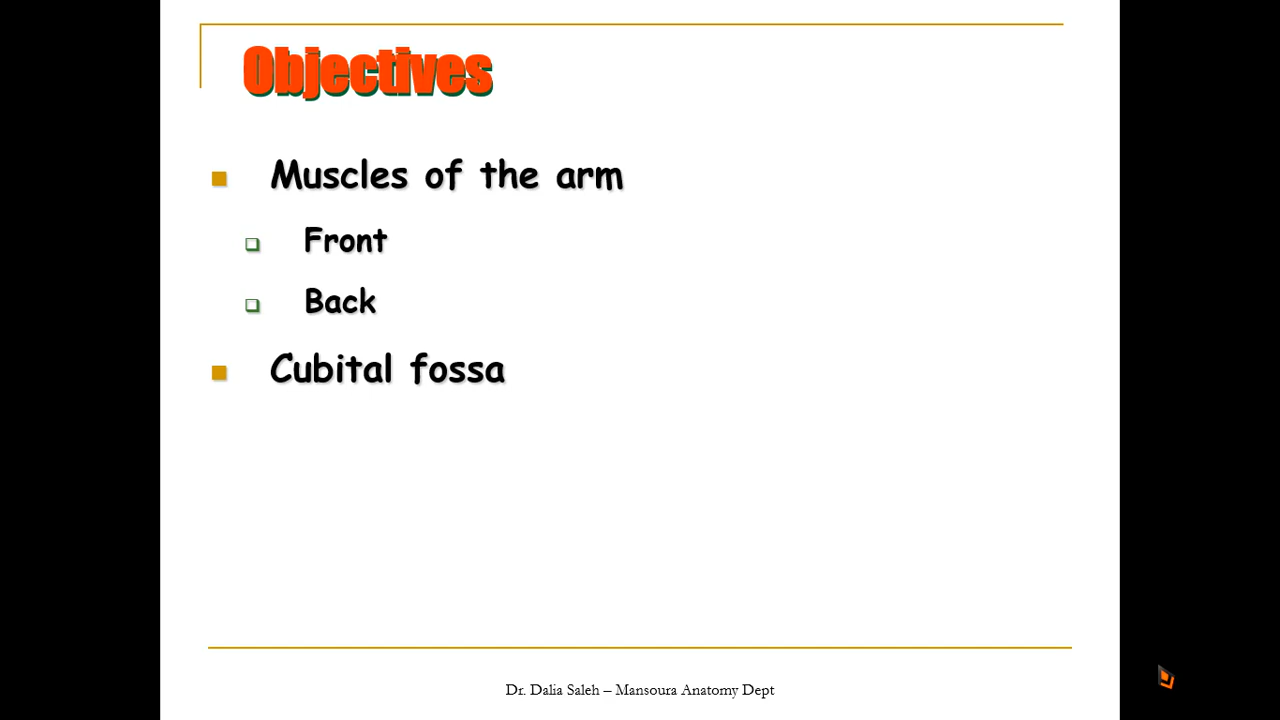 Objectives
Muscles of the arm
Front
Back
Cubital fossa
Dr. Dalia Saleh – Mansoura Anatomy Dept